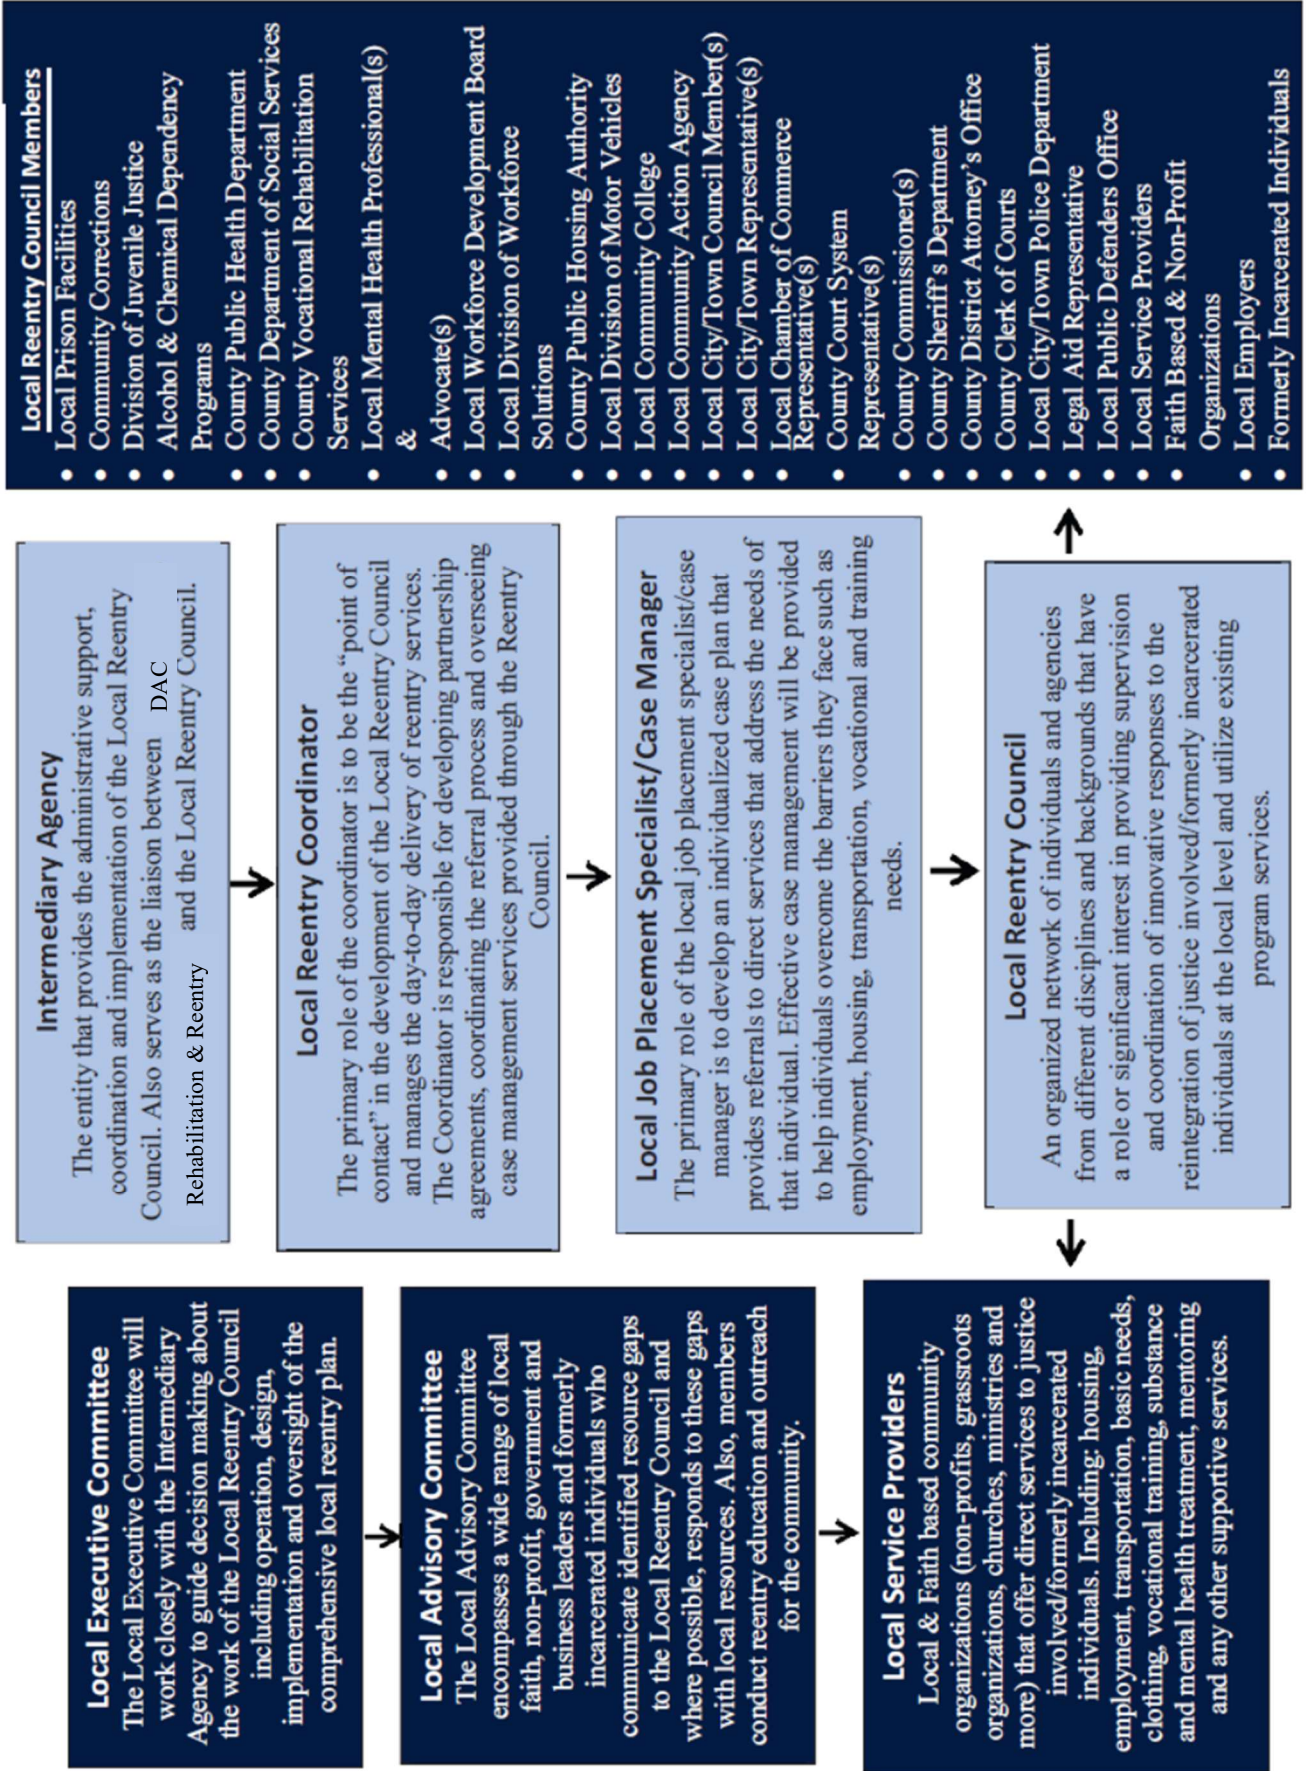 Local Executive Committee
The Local Executive Committee will
work closely with the Intermediary
Agency to guide decision making about
the work of the Local Reentry Council
including operation, design,
implementation and oversight of the
comprehensive local reentry plan.
Local Advisory Committee
The Local Advisory Committee
encompasses a wide range of local
faith, non-profit, government and
business leaders and formerly
incarcerated individuals who
communicate identified resource gaps
to the Local Reentry Council and
where possible, responds to these gaps
with local resources. Also, members
conduct reentry education and outreach
for the community.
Local Service Providers
Local & Faith based community
organizations (non-profits, grassroots
organizations, churches, ministries and
more) that offer direct services to justice
involved/formerly incarcerated
individuals. Including: housing,
employment, transportation, basic needs,
clothing, vocational training, substance
and mental health treatment, mentoring
and any other supportive services.
Intermediary Agency
The entity that provides the administrative support,
coordination and implementation of the Local Reentry
Council. Also serves as the liaison between DAC
Rehabilitation & Reentry and the Local Reentry Council.
Local Reentry Coordinator
The primary role of the coordinator is to be the “point of
contact” in the development of the Local Reentry Council
and manages the day-to-day delivery of reentry services.
The Coordinator is responsible for developing partnership
agreements, coordinating the referral process and overseeing
case management services provided through the Reentry
Council.
Local Job Placement Specialist/Case Manager
The primary role of the local job placement specialist/case
manager is to develop an individualized case plan that
provides referrals to direct services that address the needs of
that individual. Effective case management will be provided
to help individuals overcome the barriers they face such as
employment, housing, transportation, vocational and training
needs.
Local Reentry Council
An organized network of individuals and agencies
from different disciplines and backgrounds that have
a role or significant interest in providing supervision
and coordination of innovative responses to the
reintegration of justice involved/formerly incarcerated
individuals at the local level and utilize existing
program services.
Local Reentry Council Members
• Local Prison Facilities
• Community Corrections
• Division of Juvenile Justice
• Alcohol & Chemical Dependency
Programs
• County Public Health Department
• County Department of Social Services
• County Vocational Rehabilitation
Services
• Local Mental Health Professional(s)
&
• Advocate(s)
• Local Workforce Development Board
• Local Division of Workforce
Solutions
• County Public Housing Authority
• Local Division of Motor Vehicles
• Local Community College
• Local Community Action Agency
• Local City/Town Council Member(s)
• Local City/Town Representative(s)
• Local Chamber of Commerce
Representative(s)
• County Court System
Representative(s)
• County Commissioner(s)
• County Sheriff's Department
• County District Attorney's Office
• County Clerk of Courts
• Local City/Town Police Department
• Legal Aid Representative
• Local Public Defenders Office
• Local Service Providers
• Faith Based & Non-Profit
Organizations
• Local Employers
• Formerly Incarcerated Individuals